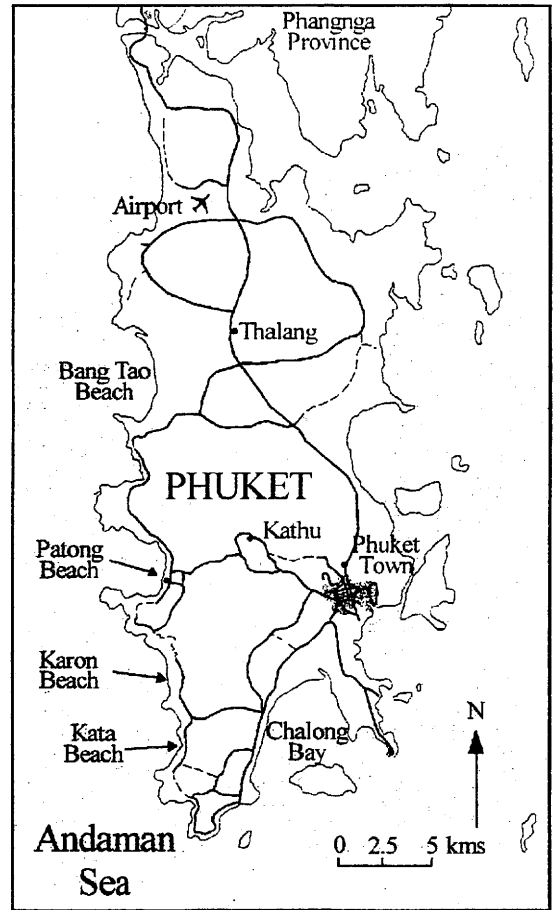 Phangnga
Province
Airport
Thalang
Bang Tao
Beach
PHUKET
Kathu
Patong
Beach
Phuket
Town
Karon
Beach
Kata
Beach
Chalong
Bay
N
Andaman
Sea
0 2.5 5 kms